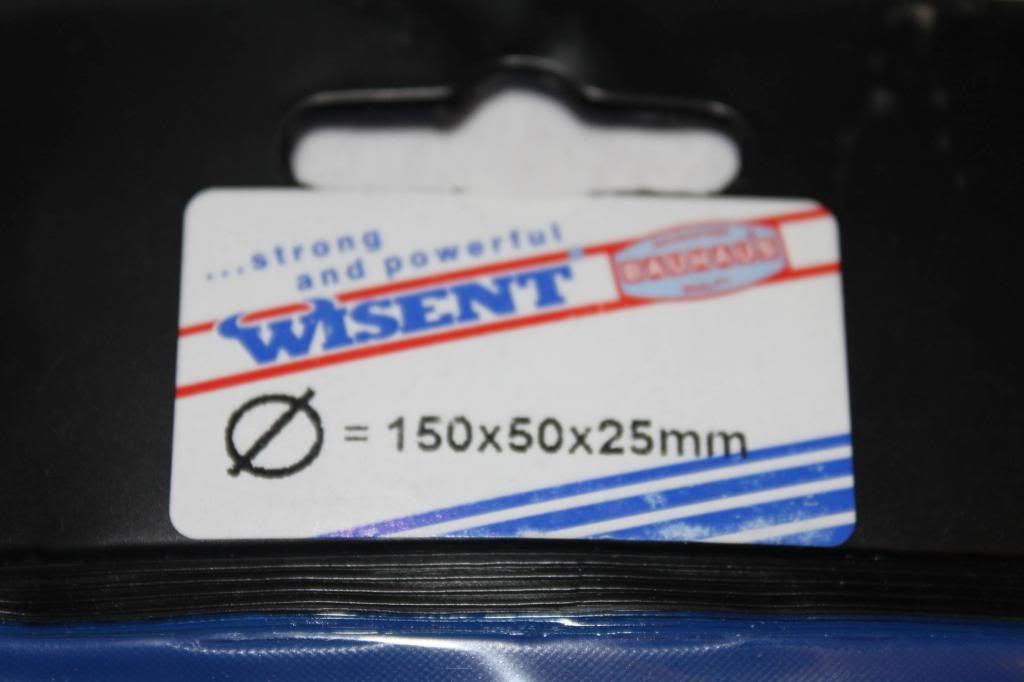 ...strong
and powerful
WISENT®
BAUHAUS
Ø = 150x50x25mm